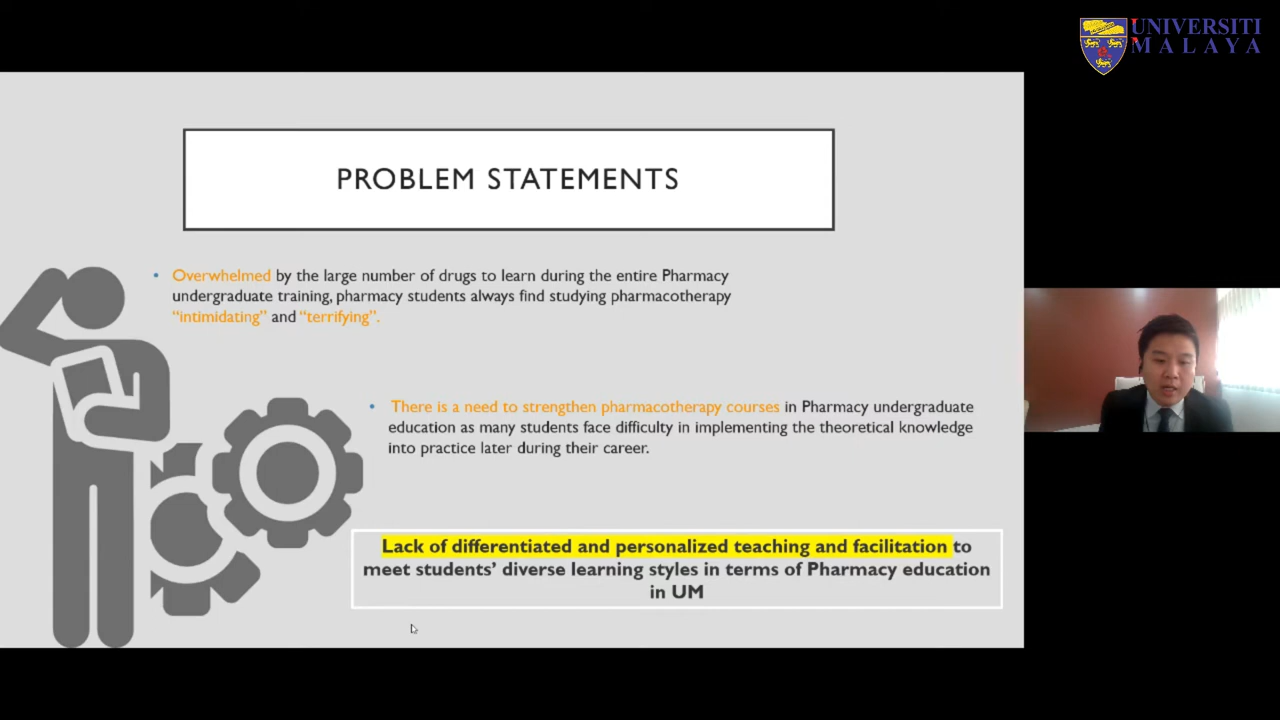 UNIVERSITI
MALAYA
PROBLEM STATEMENTS
• Overwhelmed by the large number of drugs to learn during the entire Pharmacy
undergraduate training, pharmacy students always find studying pharmacotherapy
“intimidating” and “terrifying”.
• There is a need to strengthen pharmacotherapy courses in Pharmacy undergraduate
education as many students face difficulty in implementing the theoretical knowledge
into practice later during their career.
Lack of differentiated and personalized teaching and facilitation to
meet students’ diverse learning styles in terms of Pharmacy education
in UM